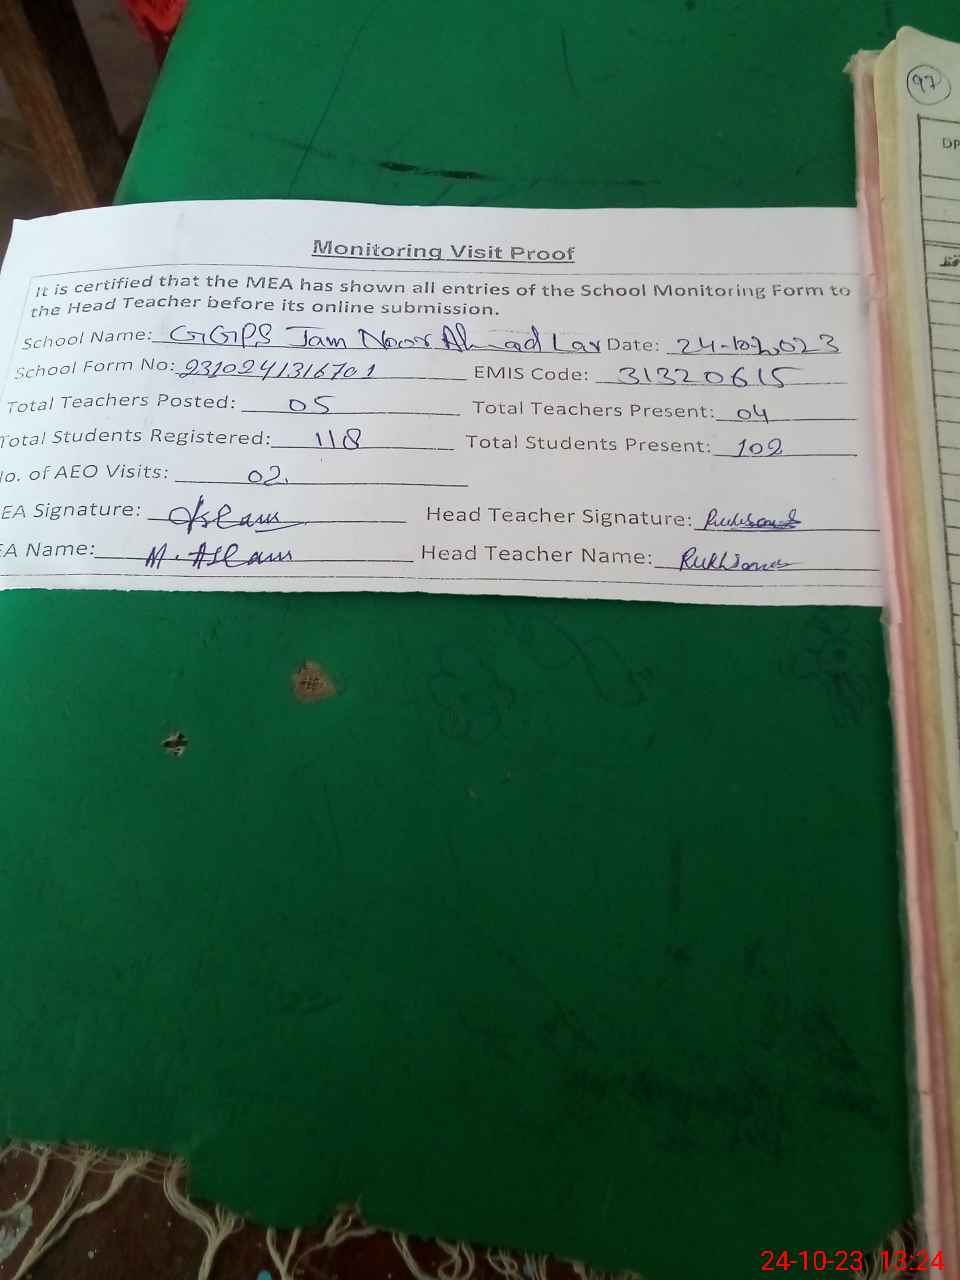 97
DP
Monitoring Visit Proof
It is certified that the MEA has shown all entries of the School Monitoring Form to
the Head Teacher before its online submission.
School Name: GGPS Jam Noor Ahmad Lar Date: 24-10-2023
School Form No: 2310241316701 EMIS Code: 31320615
Total Teachers Posted: 05 Total Teachers Present: 04
Total Students Registered: 118 Total Students Present: 102
No. of AEO Visits: 02.
EA Signature: Head Teacher Signature:
EA Name: M. Aslam Head Teacher Name: Rukhsana
24-10-23 13:24